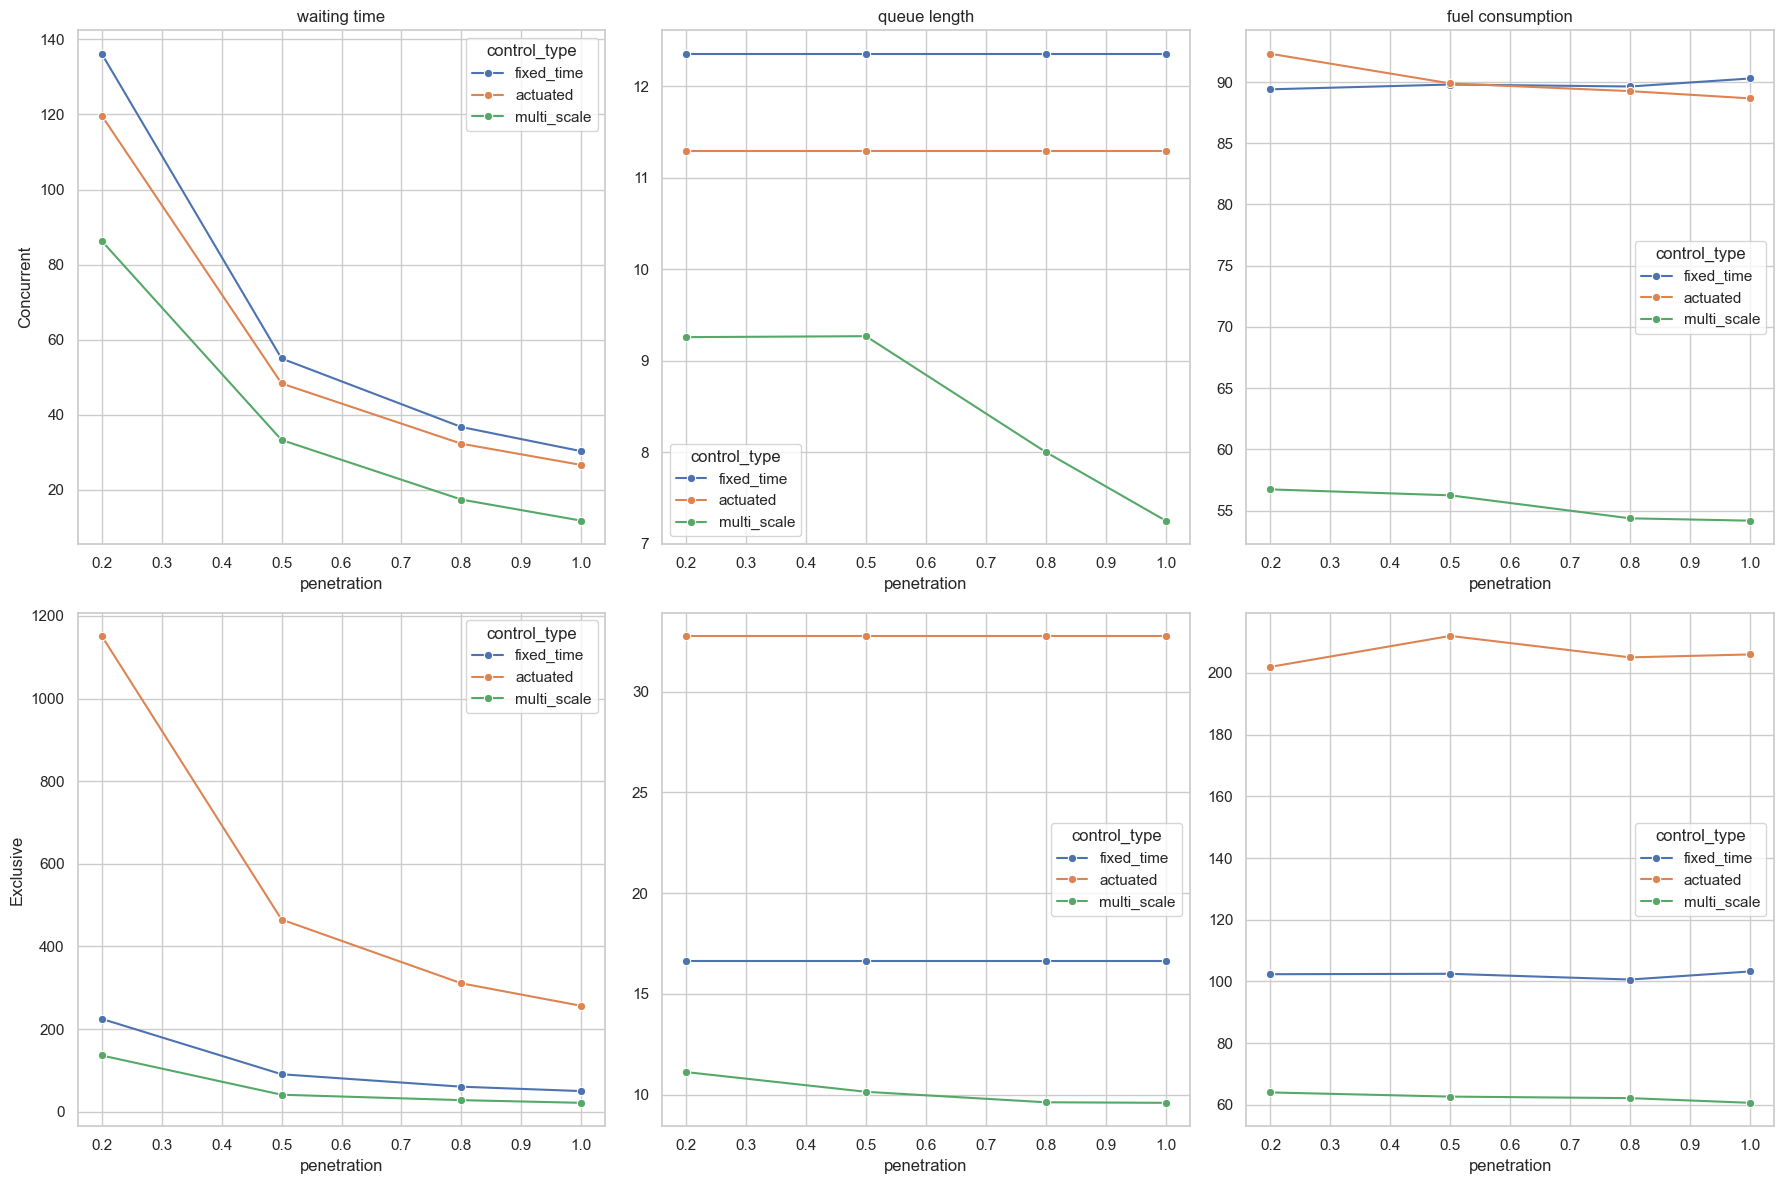 waiting time
140
120
100
80
60
40
20
Concurrent
control_type
fixed_time
actuated
multi_scale
0.2 0.3 0.4 0.5 0.6 0.7 0.8 0.9 1.0
penetration
queue length
12
11
10
9
8
7
control_type
fixed_time
actuated
multi_scale
0.2 0.3 0.4 0.5 0.6 0.7 0.8 0.9 1.0
penetration
fuel consumption
90
85
80
75
70
65
60
55
control_type
fixed_time
actuated
multi_scale
0.2 0.3 0.4 0.5 0.6 0.7 0.8 0.9 1.0
penetration
1200
1000
800
600
400
200
0
Exclusive
control_type
fixed_time
actuated
multi_scale
0.2 0.3 0.4 0.5 0.6 0.7 0.8 0.9 1.0
penetration
30
25
20
15
10
control_type
fixed_time
actuated
multi_scale
0.2 0.3 0.4 0.5 0.6 0.7 0.8 0.9 1.0
penetration
200
180
160
140
120
100
80
60
control_type
fixed_time
actuated
multi_scale
0.2 0.3 0.4 0.5 0.6 0.7 0.8 0.9 1.0
penetration